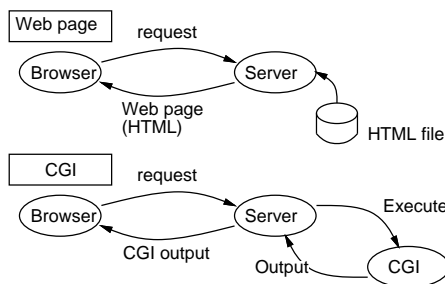 Web page
request
Browser
Server
Web page
(HTML)
HTML file
CGI
request
Execute
Browser
Server
CGI output
Output
CGI